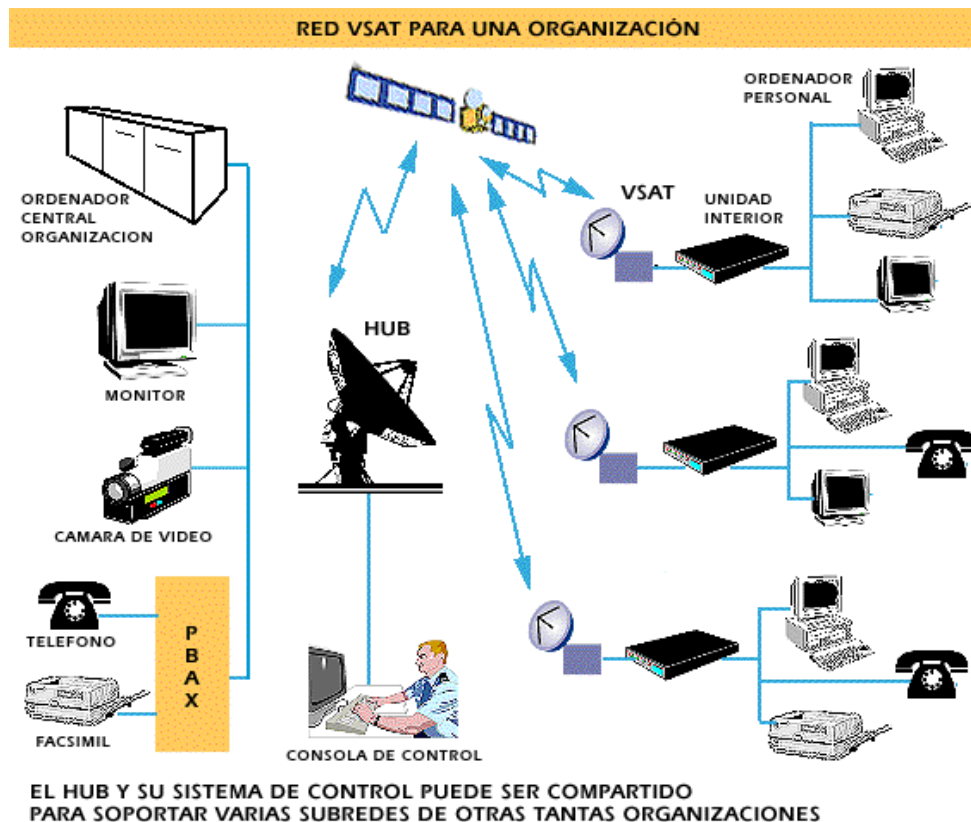 RED VSAT PARA UNA ORGANIZACIÓN
ORDENADOR
PERSONAL
ORDENADOR
CENTRAL
ORGANIZACION
VSAT
UNIDAD
INTERIOR
HUB
MONITOR
CAMARA DE VIDEO
TELEFONO
P
B
A
X
FACSIMIL
CONSOLA DE CONTROL
EL HUB Y SU SISTEMA DE CONTROL PUEDE SER COMPARTIDO
PARA SOPORTAR VARIAS SUBREDES DE OTRAS TANTAS ORGANIZACIONES